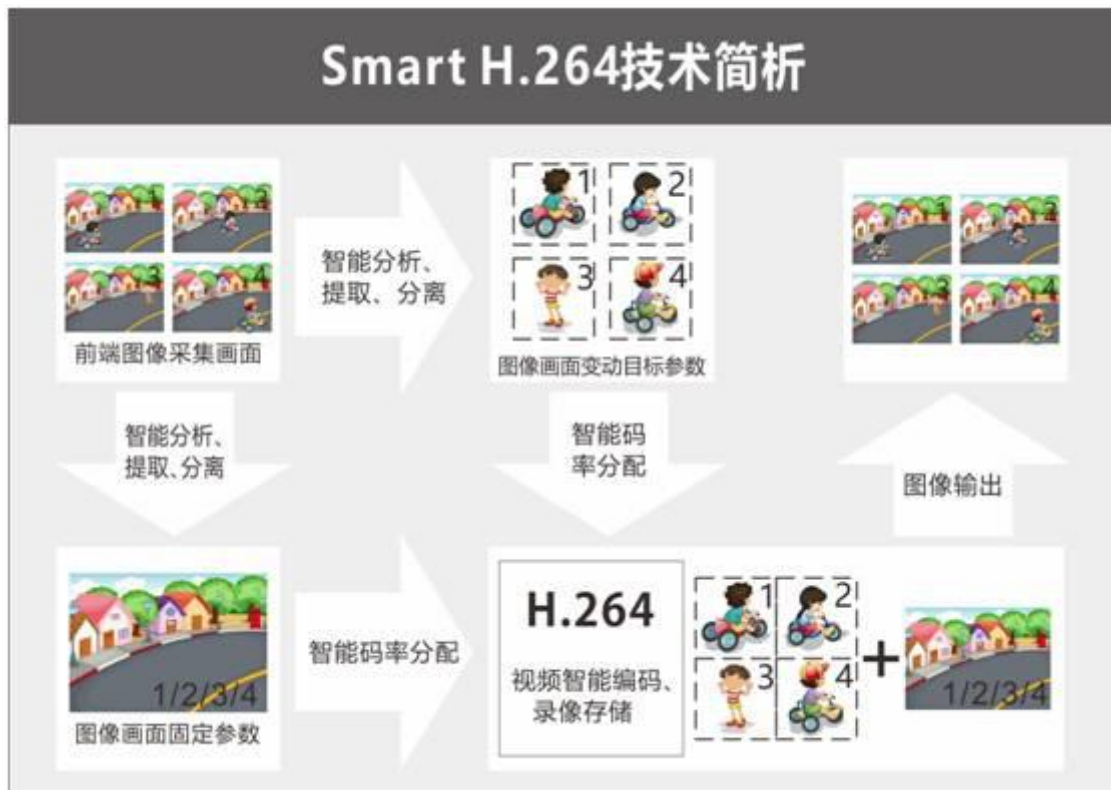 Smart H.264技术简析
1
2
3
4
前端图像采集画面
智能分析、
提取、分离
1
2
3
4
图像画面变动目标参数
1
2
3
4
智能分析、
提取、分离
智能码
率分配
图像输出
1/2/3/4
图像画面固定参数
智能码率分配
H.264
视频智能编码、
录像存储
1
2
3
4
+
1/2/3/4